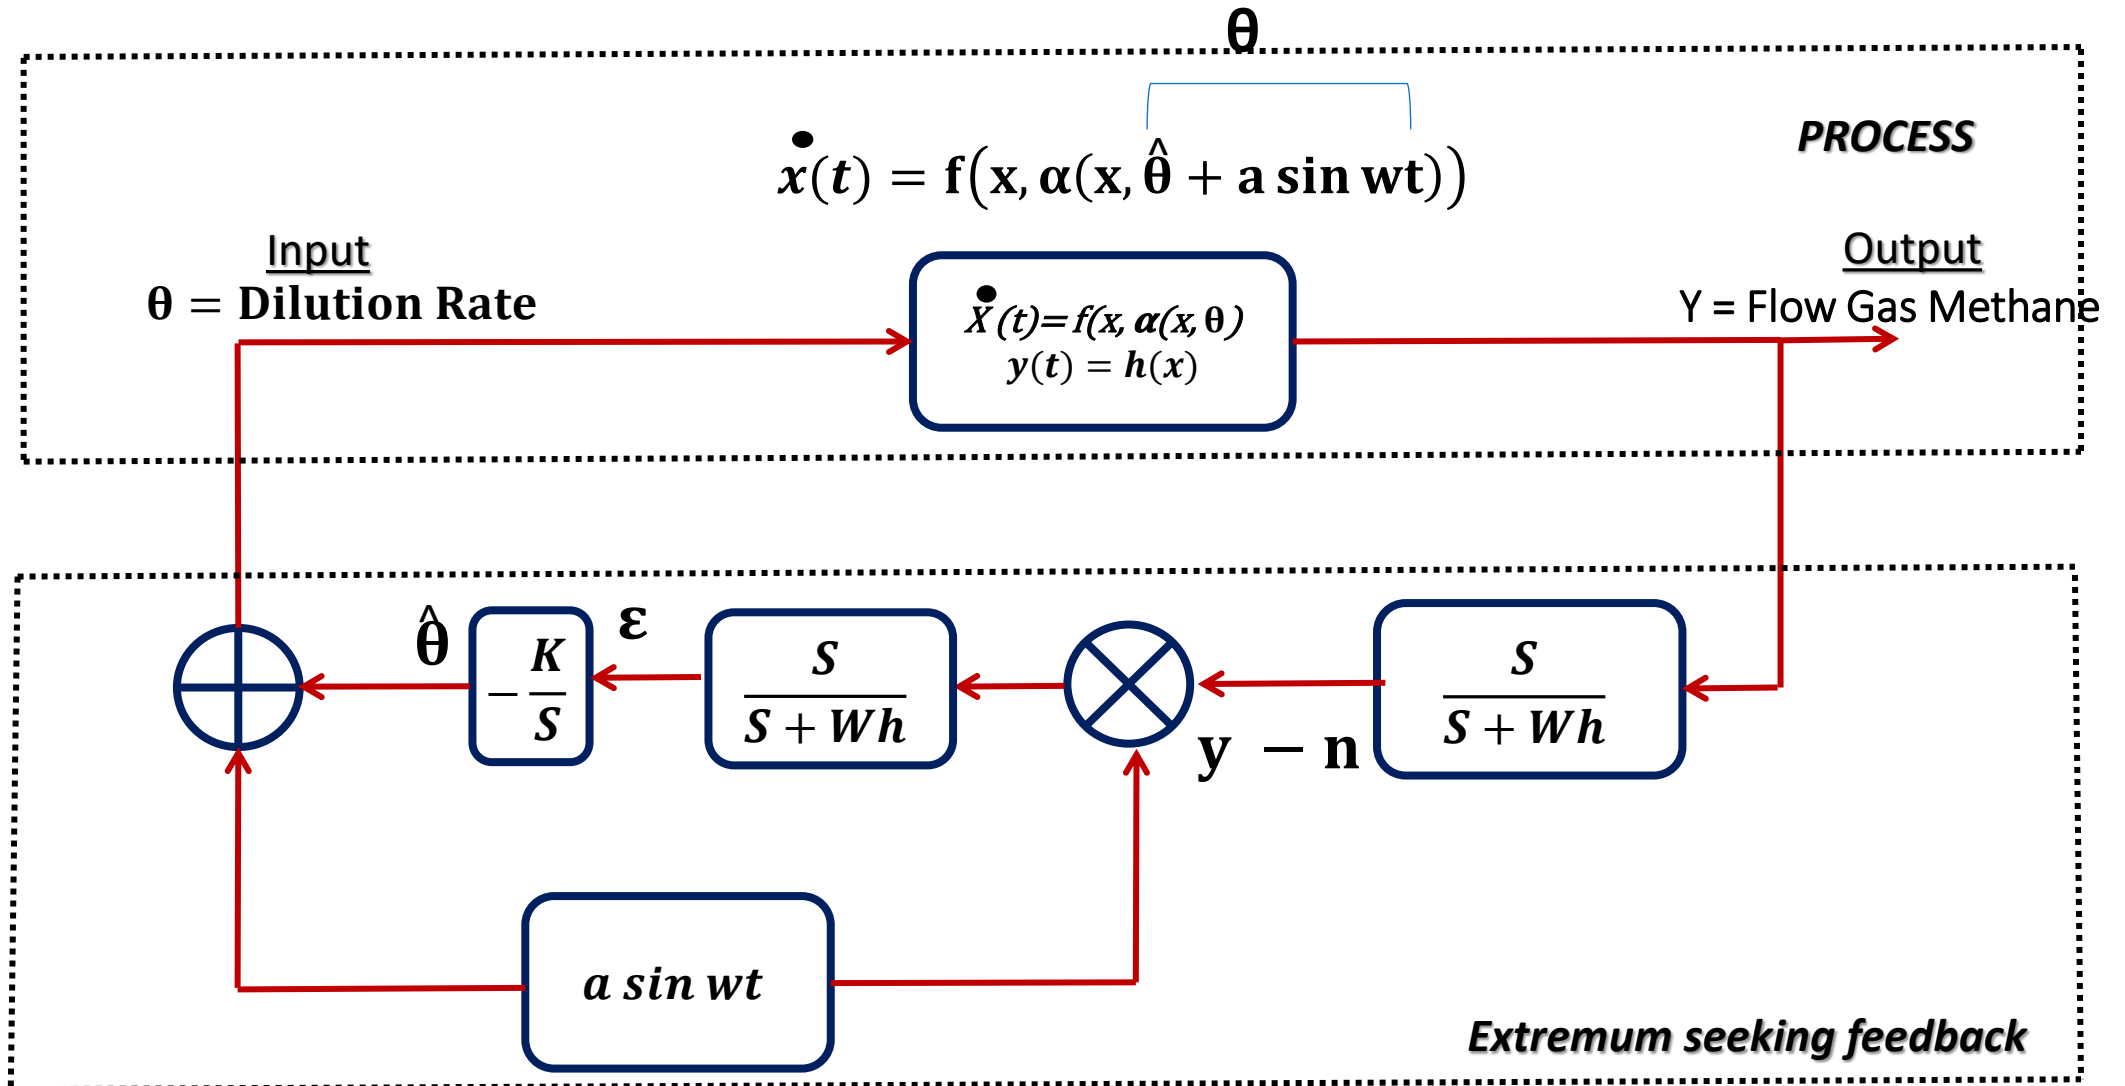 θ
PROCESS
ẋ(t) = f(x, α(x, θ̂ + a sin wt))
Input
θ = Dilution Rate
Output
Y = Flow Gas Methane
Ẋ(t)=f(x, α(x, θ)
y(t) = h(x)
θ̂
− K/S
ε
S/(S + Wh)
y − n
S/(S + Wh)
a sin wt
Extremum seeking feedback